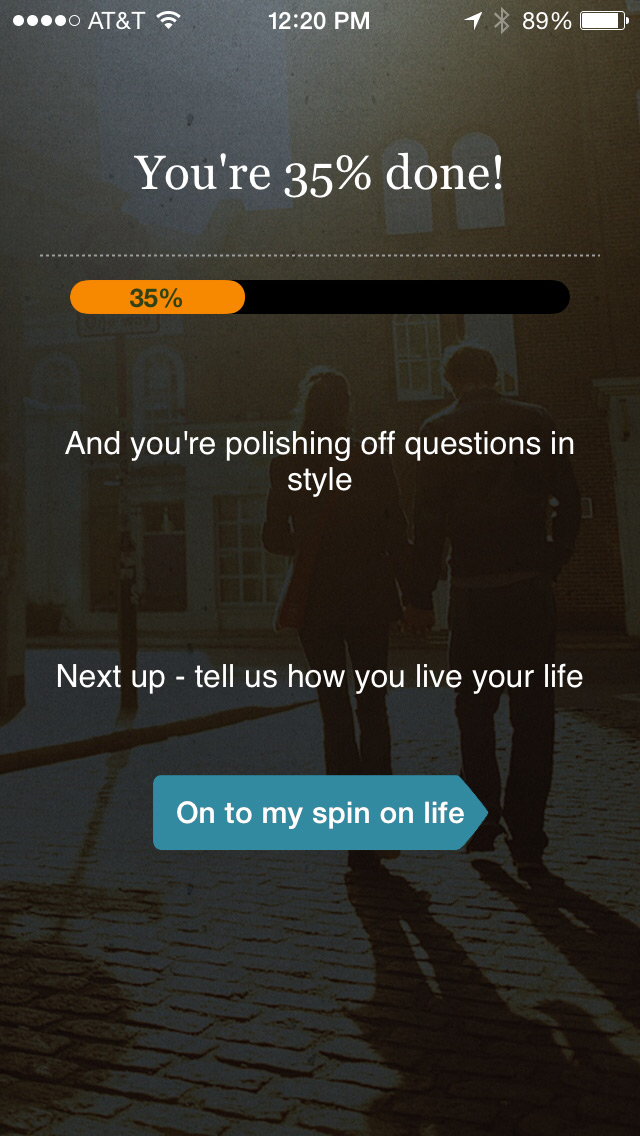 AT&T 12:20 PM 89%
You're 35% done!
35%
And you're polishing off questions in
style
Next up - tell us how you live your life
On to my spin on life